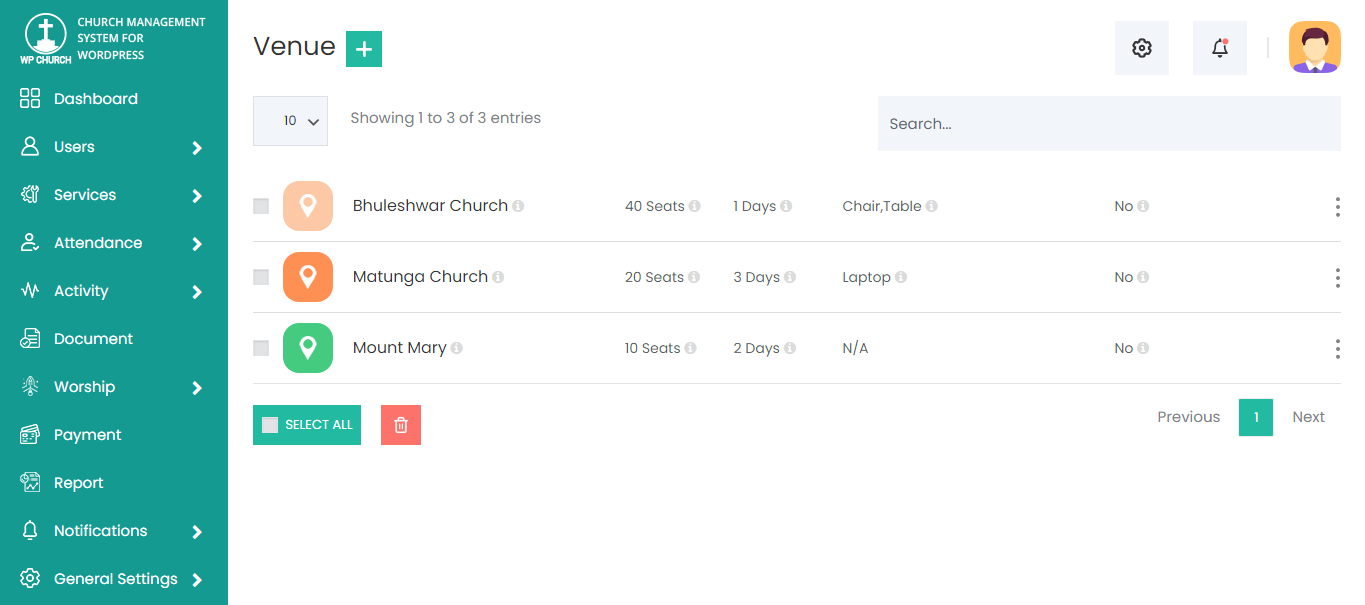 CHURCH MANAGEMENT
SYSTEM FOR
WORDPRESS
WP CHURCH
Dashboard
Users
Services
Attendance
Activity
Document
Worship
Payment
Report
Notifications
General Settings
Venue +
10 Showing 1 to 3 of 3 entries Search...
Bhuleshwar Church 40 Seats 1 Days Chair,Table No
Matunga Church 20 Seats 3 Days Laptop No
Mount Mary 10 Seats 2 Days N/A No
SELECT ALL Previous 1 Next